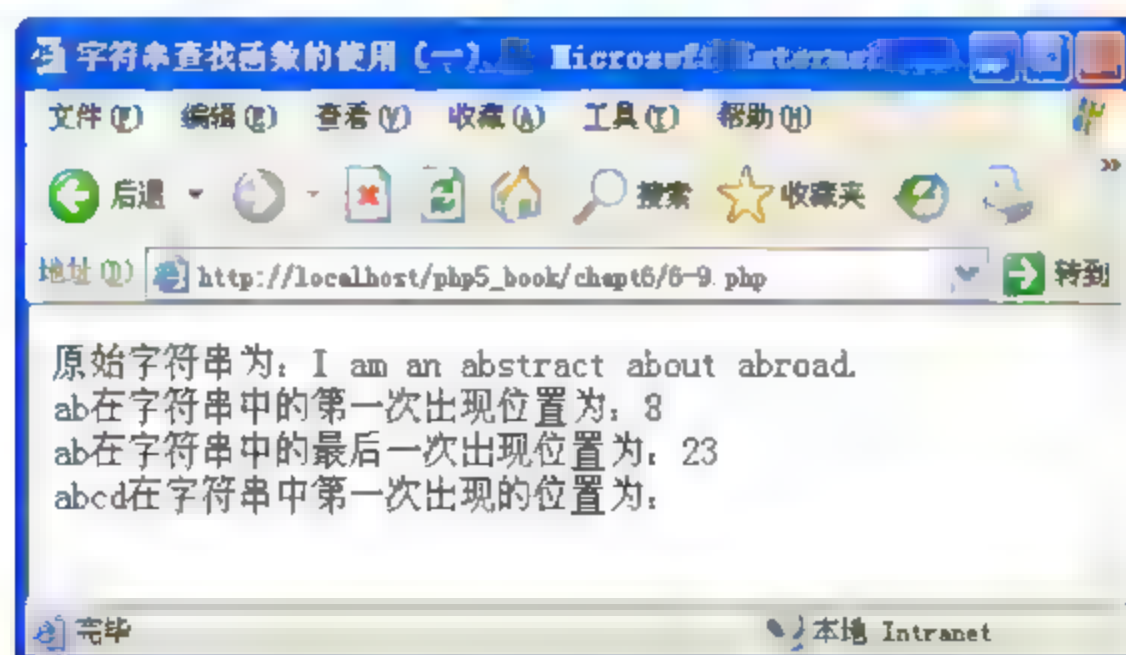 字符串查找函数的使用（一） Microsoft Internet
文件(F) 编辑(E) 查看(V) 收藏(A) 工具(T) 帮助(H)
后退 搜索 收藏夹
地址(D) http://localhost/php5_book/chapt6/6-9.php 转到
原始字符串为：I am an abstract about abroad.
ab在字符串中的第一次出现位置为：8
ab在字符串中的最后一次出现位置为：23
abcd在字符串中第一次出现的位置为：
完毕 本地 Intranet